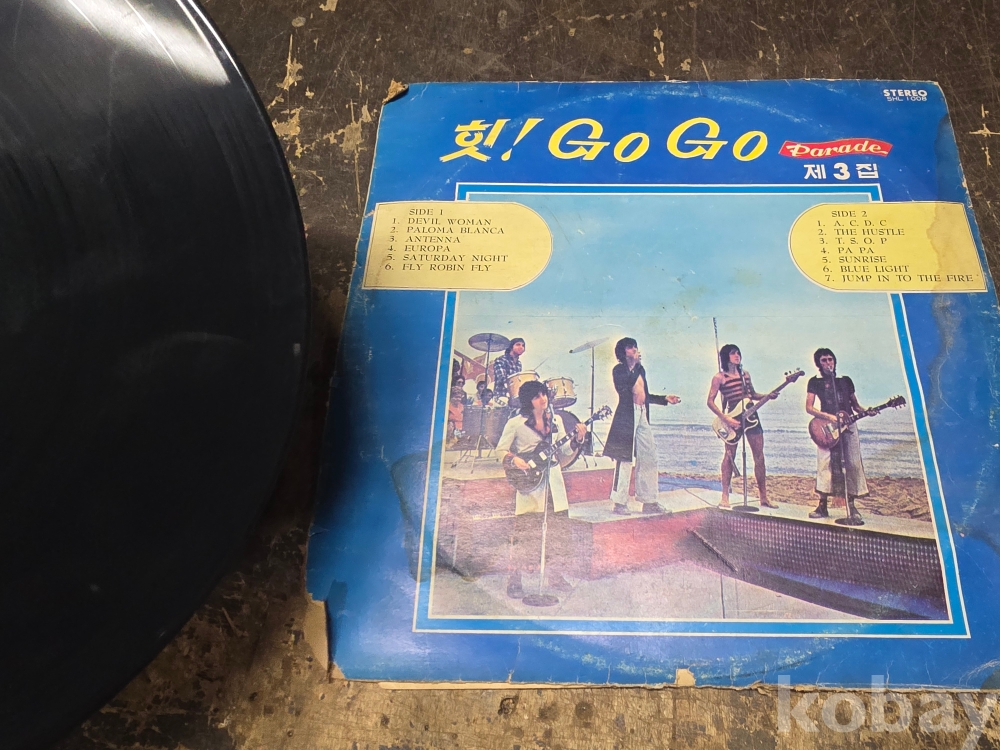 STEREO
SHL 1008
힛! GO GO Parade
제 3 집
SIDE 1
1. DEVIL WOMAN
2. PALOMA BLANCA
3. ANTENNA
4. EUROPA
5. SATURDAY NIGHT
6. FLY ROBIN FLY
SIDE 2
1. A. C. D. C
2. THE HUSTLE
3. T. S. O. P
4. PA PA
5. SUNRISE
6. BLUE LIGHT
7. JUMP IN TO THE FIRE
kobay